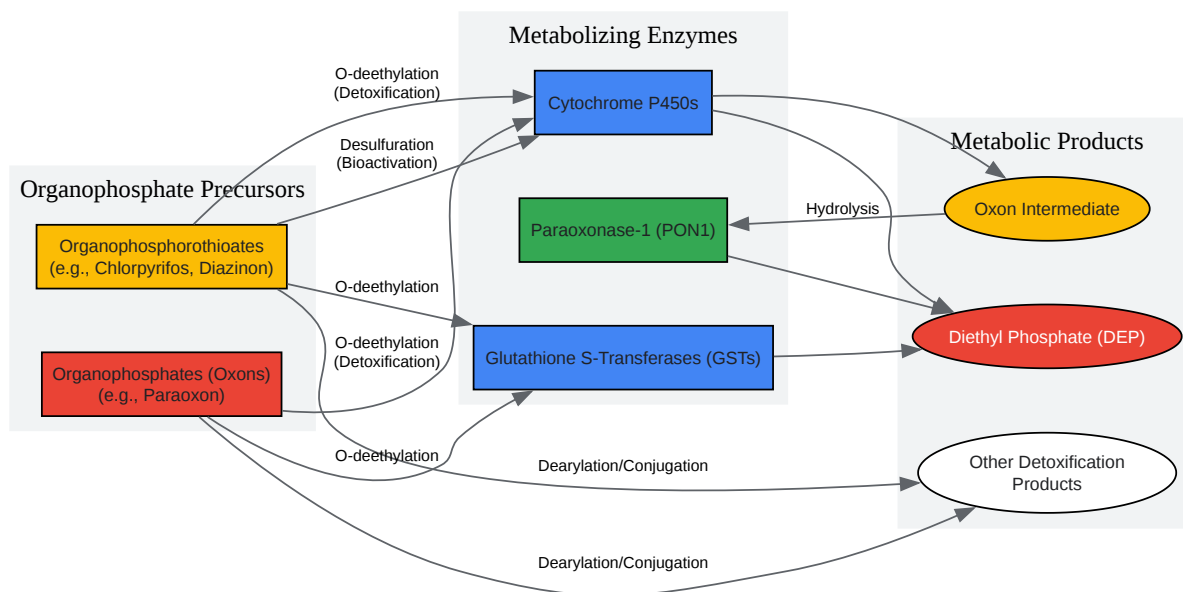 Metabolizing Enzymes
O-deethylation
(Detoxification)
Cytochrome P450s
Desulfuration
(Bioactivation)
Metabolic Products
Organophosphate Precursors
Oxon Intermediate
Hydrolysis
Paraoxonase-1 (PON1)
Organophosphorothioates
(e.g., Chlorpyrifos, Diazinon)
O-deethylation
O-deethylation
(Detoxification)
Glutathione S-Transferases (GSTs)
Diethyl Phosphate (DEP)
Organophosphates (Oxons)
(e.g., Paraoxon)
O-deethylation
Dearylation/Conjugation
Other Detoxification
Products
Dearylation/Conjugation